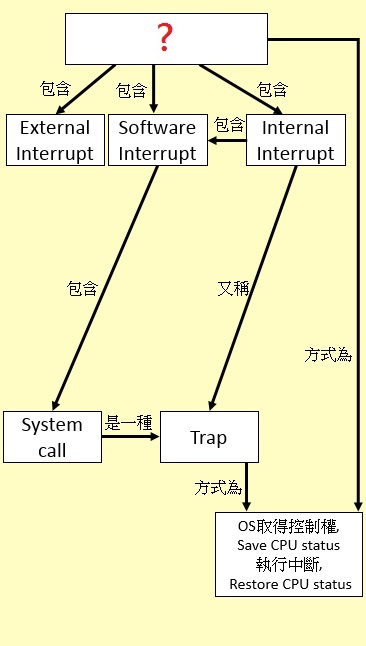 ?
包含
包含
包含
External
Interrupt
Software
Interrupt
包含
Internal
Interrupt
包含
又稱
方式為
System
call
是一種
Trap
方式為
OS取得控制權,
Save CPU status
執行中斷,
Restore CPU status